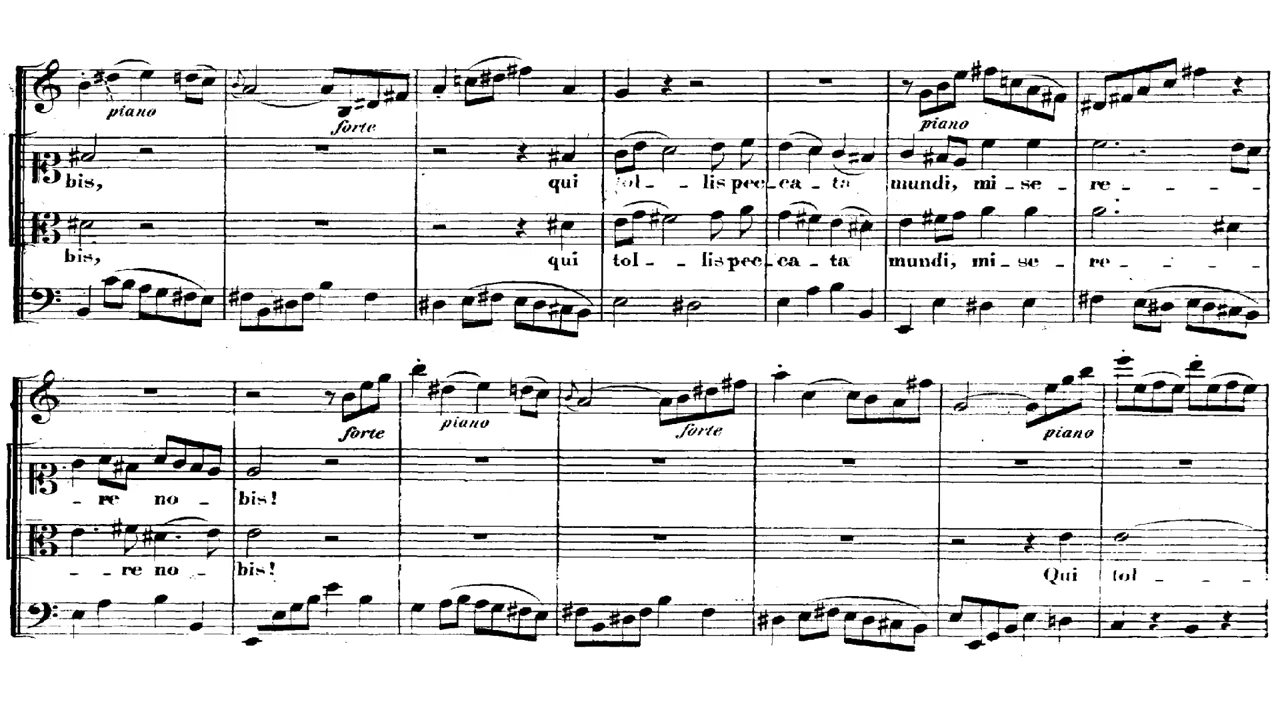 piano
forte
piano
bis, qui tol - - lis pec - ca - ta mundi, mi - se - re - - - -
bis, qui tol - - lis pec - ca - ta mundi, mi - se - re - - - -
forte
piano
forte
piano
- re no - bis!
- - re no - bis! Qui tol - - - -